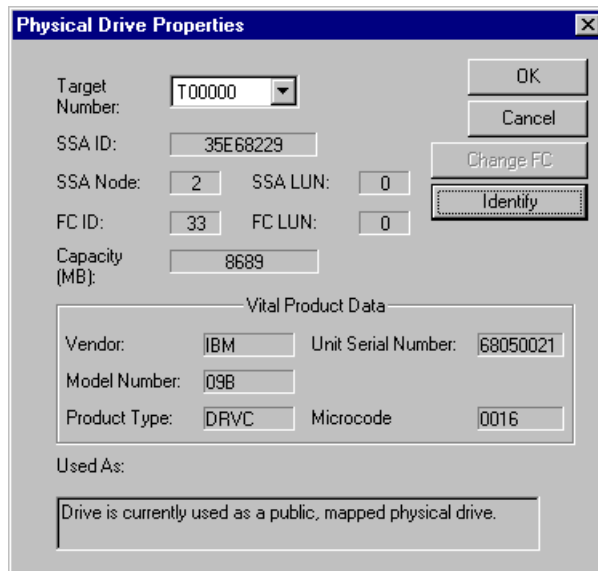 Physical Drive Properties
Target Number: T00000 OK
Cancel
SSA ID: 35E68229 Change FC
SSA Node: 2 SSA LUN: 0 Identify
FC ID: 33 FC LUN: 0
Capacity (MB): 8689
Vital Product Data
Vendor: IBM Unit Serial Number: 68050021
Model Number: 09B
Product Type: DRVC Microcode 0016
Used As:
Drive is currently used as a public, mapped physical drive.